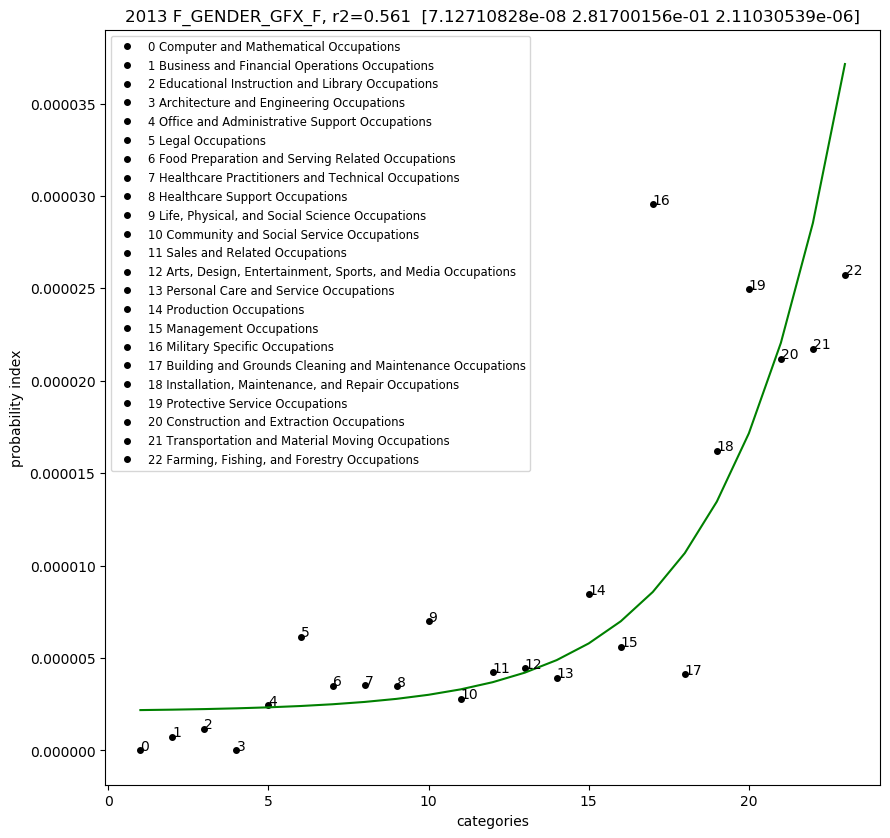 2013 F_GENDER_GFX_F, r2=0.561  [7.12710828e-08 2.81700156e-01 2.11030539e-06]
0 Computer and Mathematical Occupations
1 Business and Financial Operations Occupations
2 Educational Instruction and Library Occupations
3 Architecture and Engineering Occupations
4 Office and Administrative Support Occupations
5 Legal Occupations
6 Food Preparation and Serving Related Occupations
7 Healthcare Practitioners and Technical Occupations
8 Healthcare Support Occupations
9 Life, Physical, and Social Science Occupations
10 Community and Social Service Occupations
11 Sales and Related Occupations
12 Arts, Design, Entertainment, Sports, and Media Occupations
13 Personal Care and Service Occupations
14 Production Occupations
15 Management Occupations
16 Military Specific Occupations
17 Building and Grounds Cleaning and Maintenance Occupations
18 Installation, Maintenance, and Repair Occupations
19 Protective Service Occupations
20 Construction and Extraction Occupations
21 Transportation and Material Moving Occupations
22 Farming, Fishing, and Forestry Occupations
probability index
0.000035
0.000030
0.000025
0.000020
0.000015
0.000010
0.000005
0.000000
0
1
2
3
4
5
6
7
8
9
10
11
12
13
14
15
16
17
18
19
20
21
22
0
5
10
15
20
categories